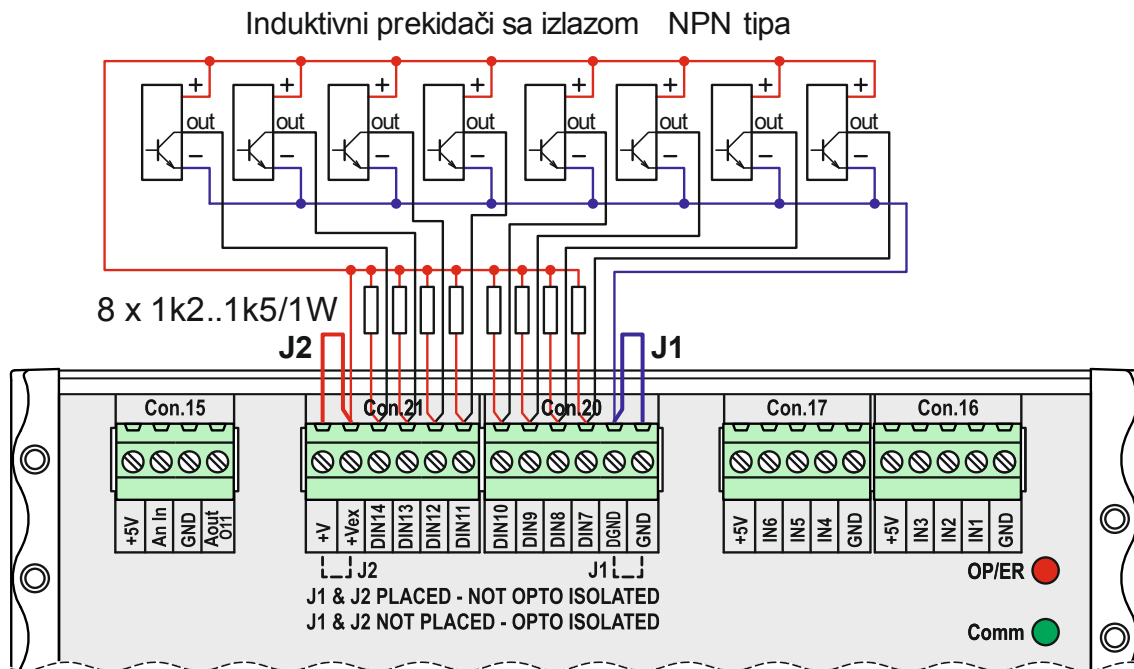 Induktivni prekidači sa izlazom NPN tipa
+ + + + + + + +
out out out out out out out out
− − − − − − − −
8 x 1k2..1k5/1W
J2 J1
Con.15 Con.21 Con.20 Con.17 Con.16
+5V An In GND Aout O11 +V +Vex DIN14 DIN13 DIN12 DIN11 DIN10 DIN9 DIN8 DIN7 DGND GND +5V IN6 IN5 IN4 GND +5V IN3 IN2 IN1 GND
J2 J1
J1 & J2 PLACED - NOT OPTO ISOLATED
J1 & J2 NOT PLACED - OPTO ISOLATED
OP/ER
Comm